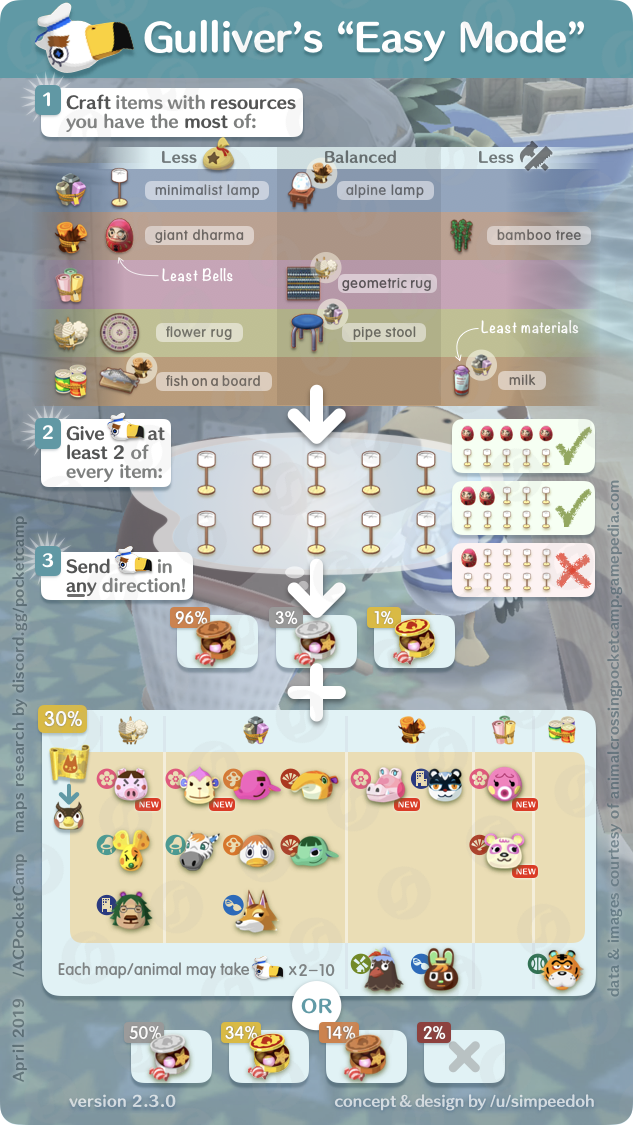 Gulliver's "Easy Mode"
1
Craft items with resources
you have the most of:
Less
Balanced
Less
minimalist lamp
alpine lamp
giant dharma
bamboo tree
Least Bells
geometric rug
flower rug
pipe stool
Least materials
fish on a board
milk
2
Give at
least 2 of
every item:
3
Send in
any direction!
96%
3%
1%
30%
NEW
NEW
NEW
NEW
NEW
Each map/animal may take x2–10
OR
50%
34%
14%
2%
version 2.3.0
concept & design by /u/simpeedoh
April 2019 /ACPocketCamp maps research by discord.gg/pocketcamp
data & images courtesy of animalcrossingpocketcamp.gamepedia.com